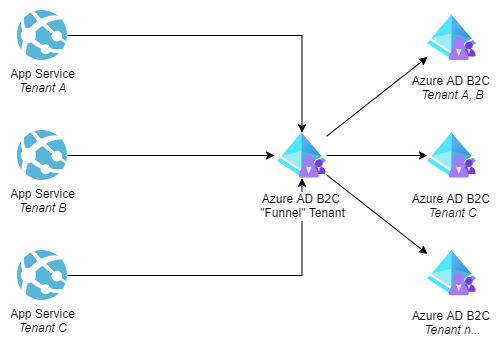 App Service
Tenant A
App Service
Tenant B
App Service
Tenant C
Azure AD B2C
"Funnel" Tenant
Azure AD B2C
Tenant A, B
Azure AD B2C
Tenant C
Azure AD B2C
Tenant n...